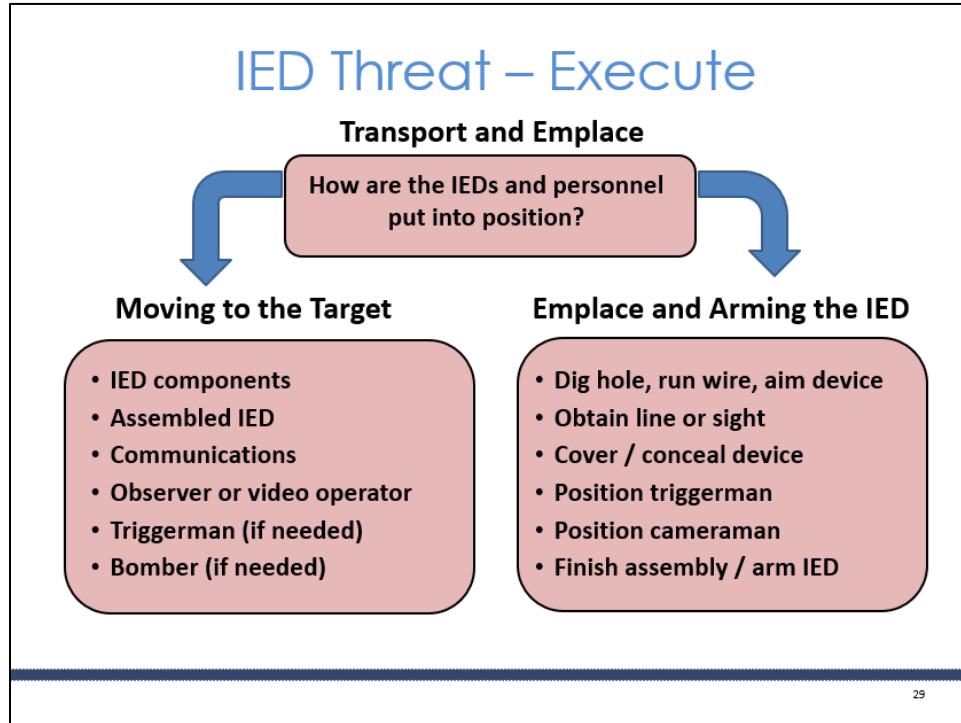 IED Threat – Execute
Transport and Emplace
How are the IEDs and personnel
put into position?
Moving to the Target
• IED components
• Assembled IED
• Communications
• Observer or video operator
• Triggerman (if needed)
• Bomber (if needed)
Emplace and Arming the IED
• Dig hole, run wire, aim device
• Obtain line or sight
• Cover / conceal device
• Position triggerman
• Position cameraman
• Finish assembly / arm IED
29